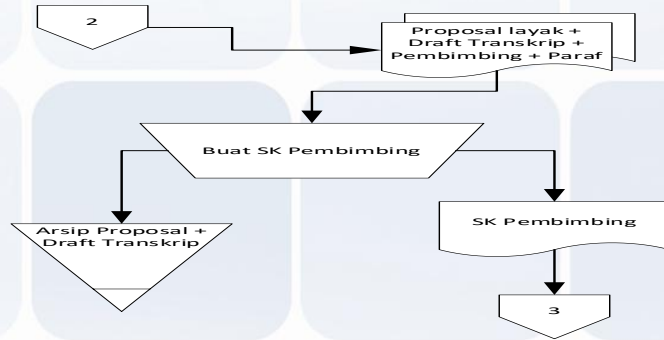 2
Proposal layak +
Draft Transkrip +
Pembimbing + Paraf
Buat SK Pembimbing
Arsip Proposal +
Draft Transkrip
SK Pembimbing
3